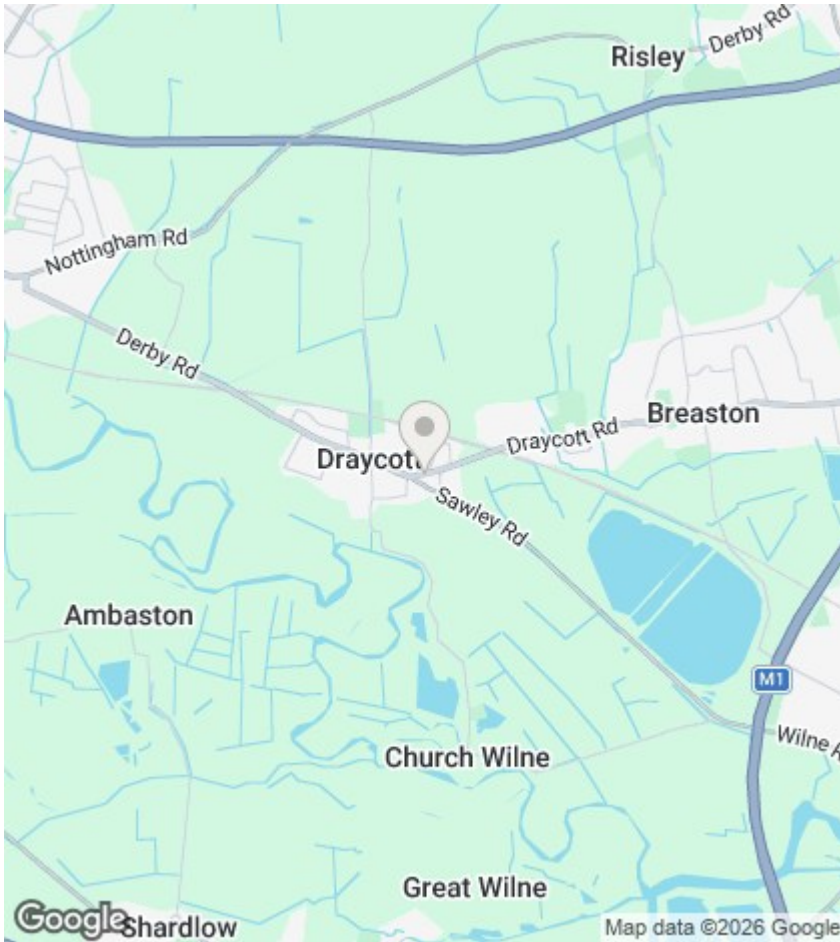 Risley
Derby Rd
Nottingham Rd
Derby Rd
Breaston
Draycott Rd
Draycott
Sawley Rd
Ambaston
M1
Wilne R
Church Wilne
Great Wilne
Google
Shardlow
Map data ©2026 Google